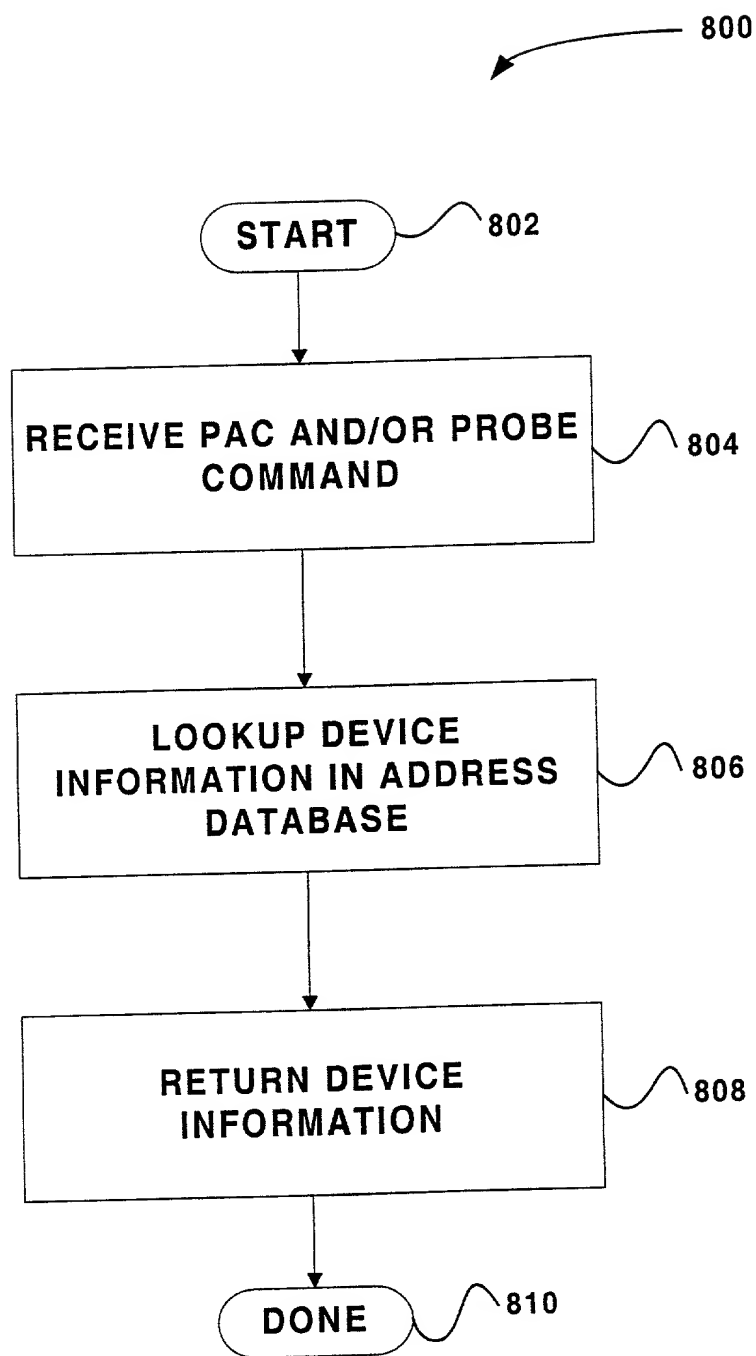 800
START
802
RECEIVE PAC AND/OR PROBE
COMMAND
804
LOOKUP DEVICE
INFORMATION IN ADDRESS
DATABASE
806
RETURN DEVICE
INFORMATION
808
DONE
810